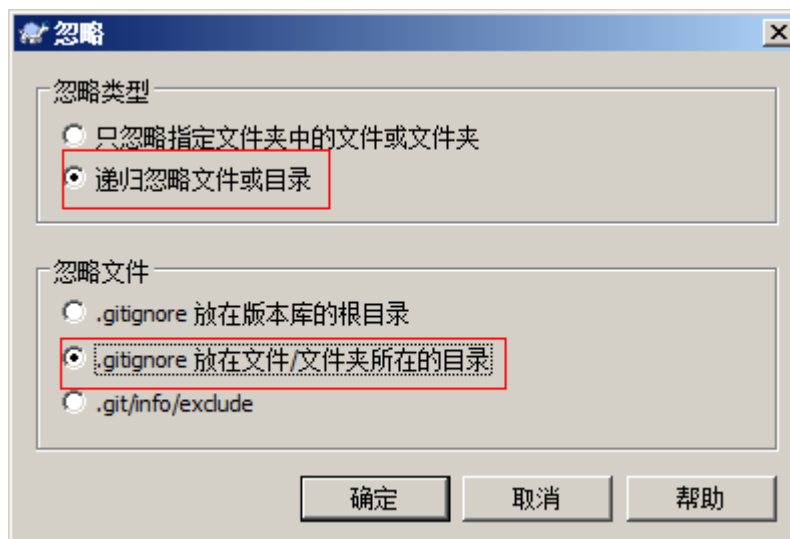 忽略
忽略类型
只忽略指定文件夹中的文件或文件夹
递归忽略文件或目录
忽略文件
.gitignore 放在版本库的根目录
.gitignore 放在文件/文件夹所在的目录
.git/info/exclude
确定 取消 帮助